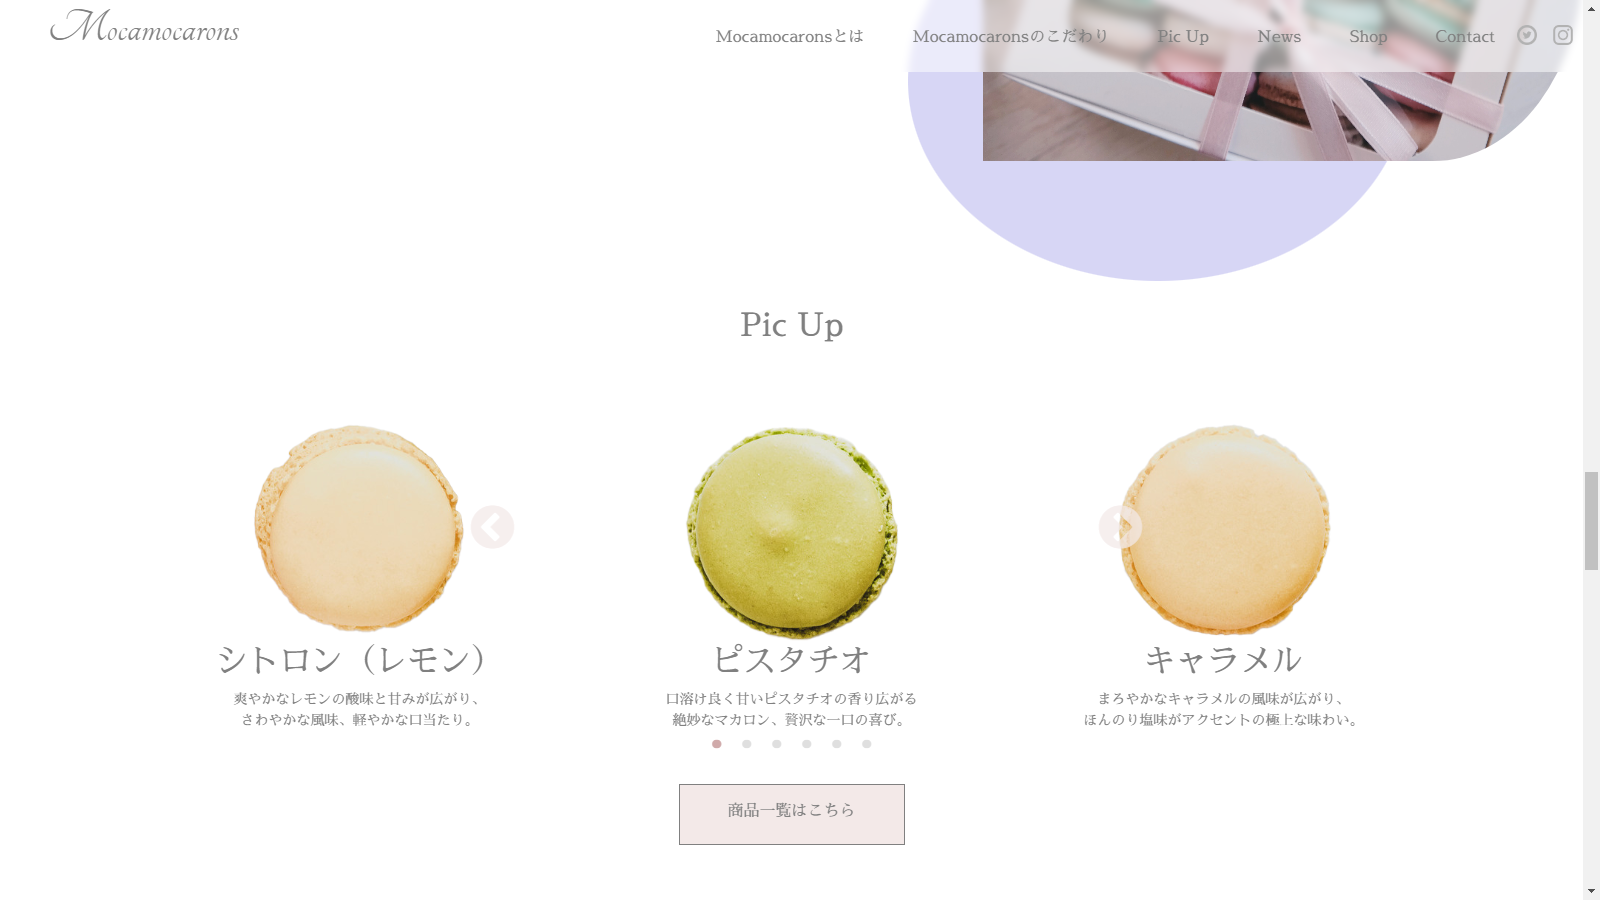 Mocamocarons
Mocamocaronsとは
Mocamocaronsのこだわり
Pic Up
News
Shop
Contact
Pic Up
シトロン（レモン）
爽やかなレモンの酸味と甘みが広がり、
さわやかな風味、軽やかな口当たり。
ピスタチオ
口溶け良く甘いピスタチオの香り広がる
絶妙なマカロン、贅沢な一口の喜び。
キャラメル
まろやかなキャラメルの風味が広がり、
ほんのり塩味がアクセントの極上な味わい。
商品一覧はこちら